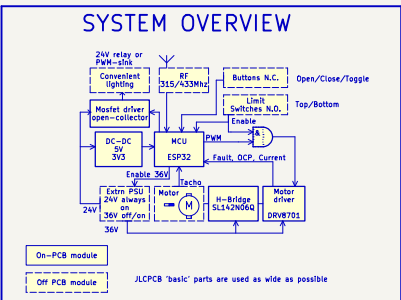 SYSTEM OVERVIEW
24V relay or
PWM-sink
Convenient
lighting
RF
315/433Mhz
Buttons N.C.
Open/Close/Toggle
Limit
Switches N.O.
Top/Bottom
Mosfet driver
open-collector
Enable
&
DC-DC
5V
3V3
MCU
ESP32
PWM
Fault, OCP, Current
Enable 36V
Tacho
Extrn PSU
24V always
on
36V off/on
Motor
M
H-Bridge
SL142N06Q
Motor
driver
DRV8701
24V
36V
On-PCB module
Off PCB module
JLCPCB 'basic' parts are used as wide as possible